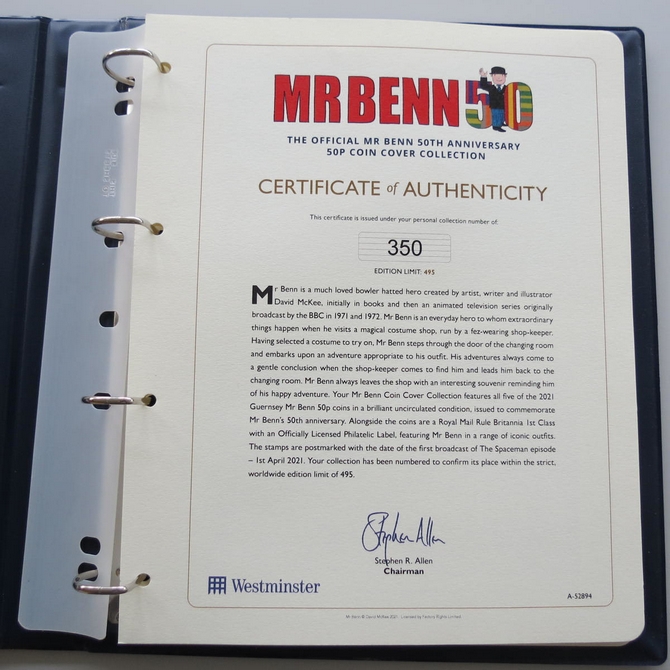 MR BENN 50
THE OFFICIAL MR BENN 50TH ANNIVERSARY
50P COIN COVER COLLECTION
CERTIFICATE of AUTHENTICITY
This certificate is issued under your personal collection number of:
350
EDITION LIMIT: 495
Mr Benn is a much loved bowler hatted hero created by artist, writer and illustrator
David McKee, initially in books and then an animated television series originally
broadcast by the BBC in 1971 and 1972. Mr Benn is an everyday hero to whom extraordinary
things happen when he visits a magical costume shop, run by a fez-wearing shop-keeper.
Having selected a costume to try on, Mr Benn steps through the door of the changing room
and embarks upon an adventure appropriate to his outfit. His adventures always come to
a gentle conclusion when the shop-keeper comes to find him and leads him back to the
changing room. Mr Benn always leaves the shop with an interesting souvenir reminding him
of his happy adventure. Your Mr Benn Coin Cover Collection features all five of the 2021
Guernsey Mr Benn 50p coins in a brilliant uncirculated condition, issued to commemorate
Mr Benn's 50th anniversary. Alongside the coins are a Royal Mail Rule Britannia 1st Class
with an Officially Licensed Philatelic Label, featuring Mr Benn in a range of iconic outfits.
The stamps are postmarked with the date of the first broadcast of The Spaceman episode
– 1st April 2021. Your collection has been numbered to confirm its place within the strict,
worldwide edition limit of 495.
Stephen Allen
Stephen R. Allen
Chairman
Westminster
A-52894
Mr Benn © David McKee 2021. Licensed by Factory Rights Limited